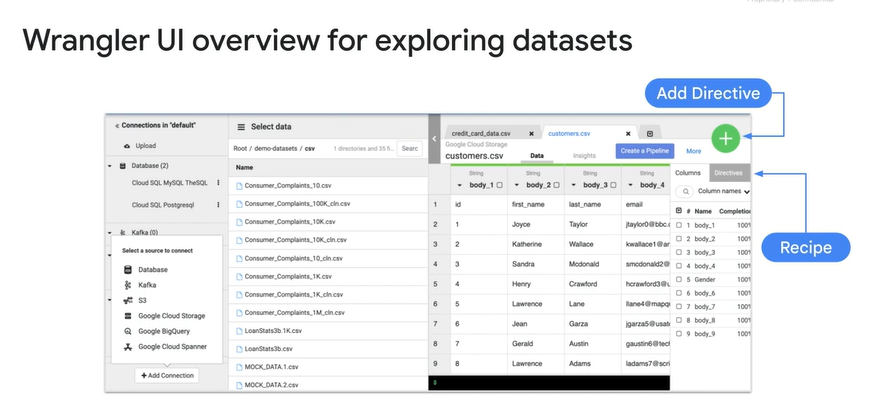 Wrangler UI overview for exploring datasets
Add Directive
Recipe
Connections in "default"
Upload
Database (2)
Cloud SQL MySQL TheSQL
Cloud SQL Postgresql
Kafka (0)
Select a source to connect
Database
Kafka
S3
Google Cloud Storage
Google BigQuery
Google Cloud Spanner
+ Add Connection
Select data
Root / demo-datasets / csv 1 directories and 35 fi... Searc
Name
Consumer_Complaints_10.csv
Consumer_Complaints_100K_cln.csv
Consumer_Complaints_10K.csv
Consumer_Complaints_10K_cln.csv
Consumer_Complaints_10_cln.csv
Consumer_Complaints_1K.csv
Consumer_Complaints_1K_cln.csv
Consumer_Complaints_1M_cln.csv
LoanStats3b.1K.csv
LoanStats3b.csv
MOCK_DATA.1.csv
MOCK_DATA.2.csv
credit_card_data.csv customers.csv
Google Cloud Storage
customers.csv Data Insights Create a Pipeline More
String String String String
body_1 body_2 body_3 body_4
1 id first_name last_name email
2 1 Joyce Taylor jtaylor0@bbc.
3 2 Katherine Wallace kwallace1@ar
4 3 Sandra Mcdonald smcdonald2@
5 4 Henry Crawford hcrawford3@u
6 5 Lawrence Lane llane4@mapq
7 6 Jean Garza jgarza5@usat
8 7 Gerald Austin gaustin6@tec
9 8 Lawrence Adams ladams7@scri
Columns Directives
Column names
# Name Completion
1 body_1 100%
2 body_2 100%
3 body_3 100%
4 body_4 100%
5 Gender 100%
6 body_6 100%
7 body_7 100%
8 body_8 100%
9 body_9 100%